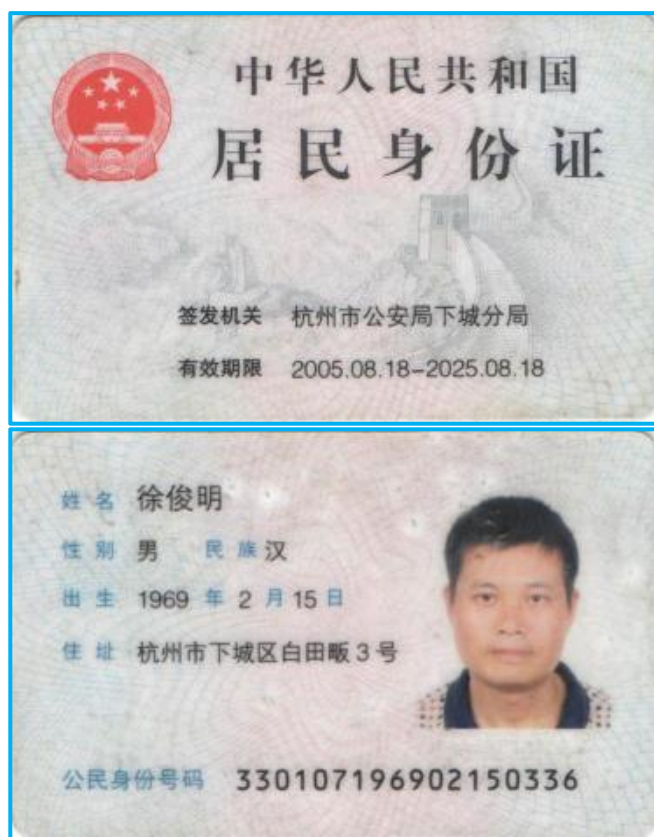 中华人民共和国
居民身份证
签发机关 杭州市公安局下城分局
有效期限 2005.08.18-2025.08.18
姓名 徐俊明
性别 男 民族 汉
出生 1969 年 2 月 15 日
住址 杭州市下城区白田畈3号
公民身份号码 330107196902150336